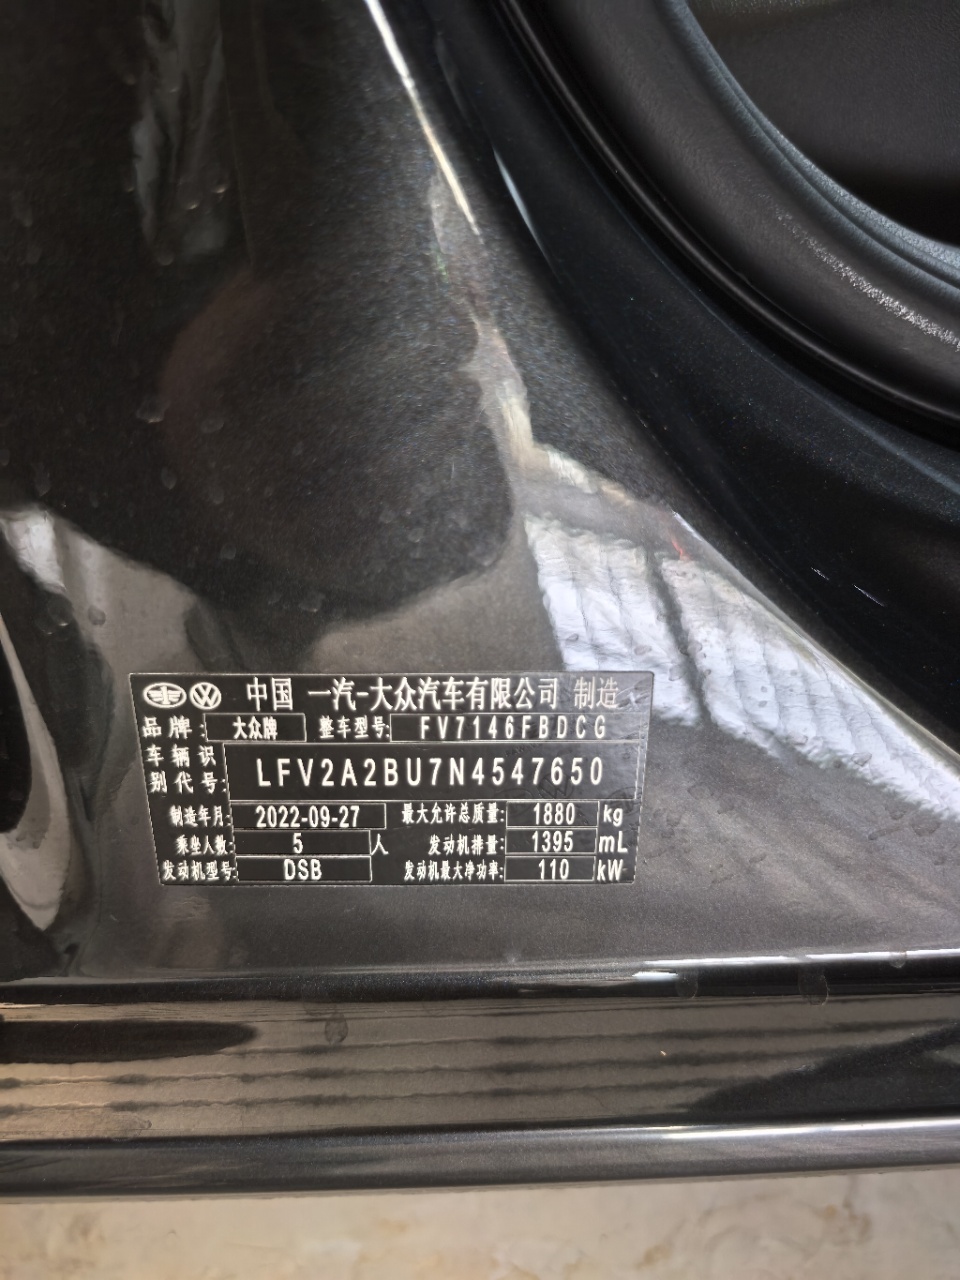 中国 一汽-大众汽车有限公司 制造
品牌: 大众牌 整车型号: FV7146FBDCG
车辆识别代号: LFV2A2BU7N4547650
制造年月: 2022-09-27 最大允许总质量: 1880 kg
乘坐人数: 5 人 发动机排量: 1395 mL
发动机型号: DSB 发动机最大净功率: 110 kW